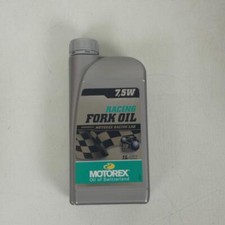 7.5W
RACING
FORK OIL
MOTOREX
Oil of Switzerland